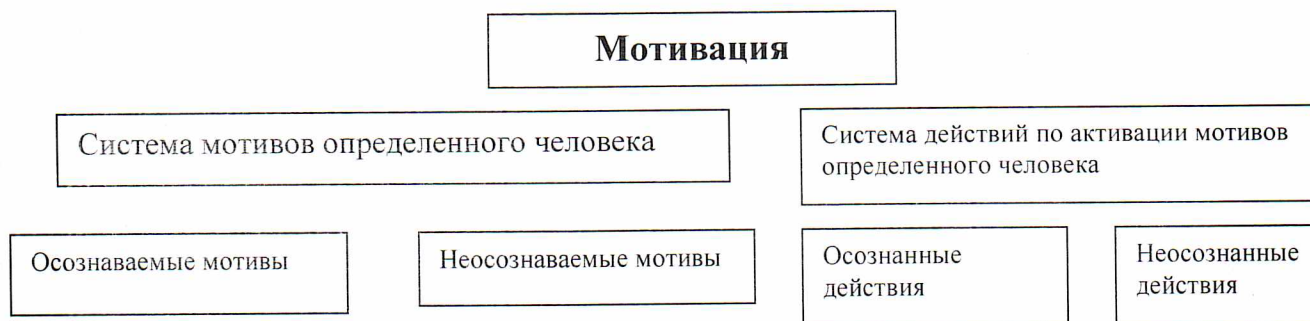 Мотивация
Система мотивов определенного человека
Система действий по активации мотивов
определенного человека
Осознаваемые мотивы
Неосознаваемые мотивы
Осознанные
действия
Неосознанные
действия